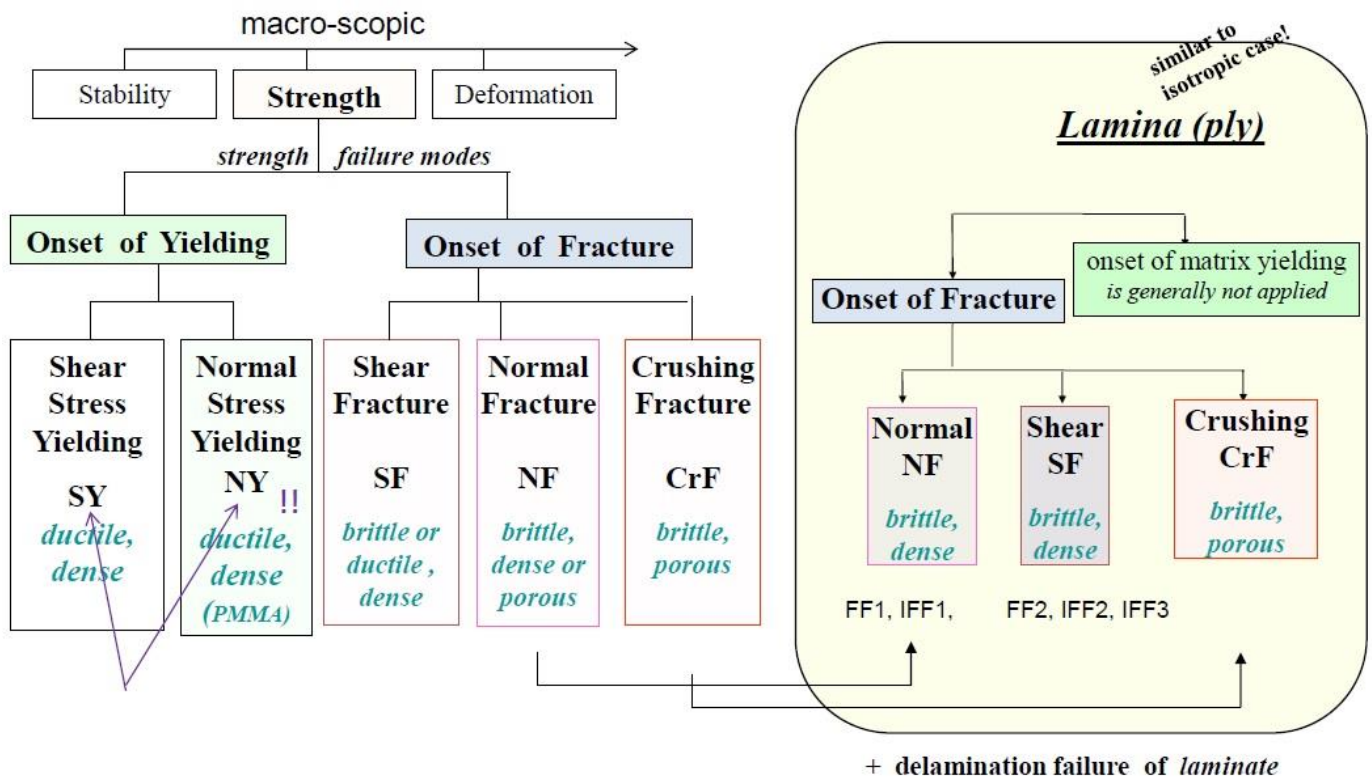 macro-scopic
Stability
Strength
Deformation
strength failure modes
Onset of Yielding
Onset of Fracture
Shear
Stress
Yielding
SY
ductile,
dense
Normal
Stress
Yielding
NY !!
ductile,
dense
(PMMA)
Shear
Fracture
SF
brittle or
ductile ,
dense
Normal
Fracture
NF
brittle,
dense or
porous
Crushing
Fracture
CrF
brittle,
porous
similar to
isotropic case!
Lamina (ply)
onset of matrix yielding
is generally not applied
Onset of Fracture
Normal
NF
brittle,
dense
Shear
SF
brittle,
dense
Crushing
CrF
brittle,
porous
FF1, IFF1,
FF2, IFF2, IFF3
+ delamination failure of laminate